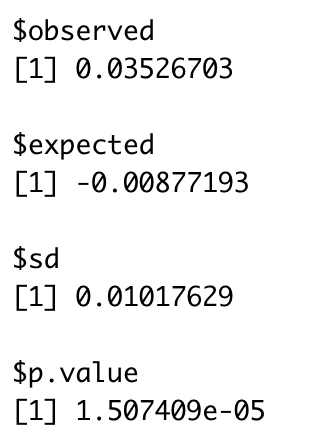 $observed
[1] 0.03526703
$expected
[1] -0.00877193
$sd
[1] 0.01017629
$p.value
[1] 1.507409e-05